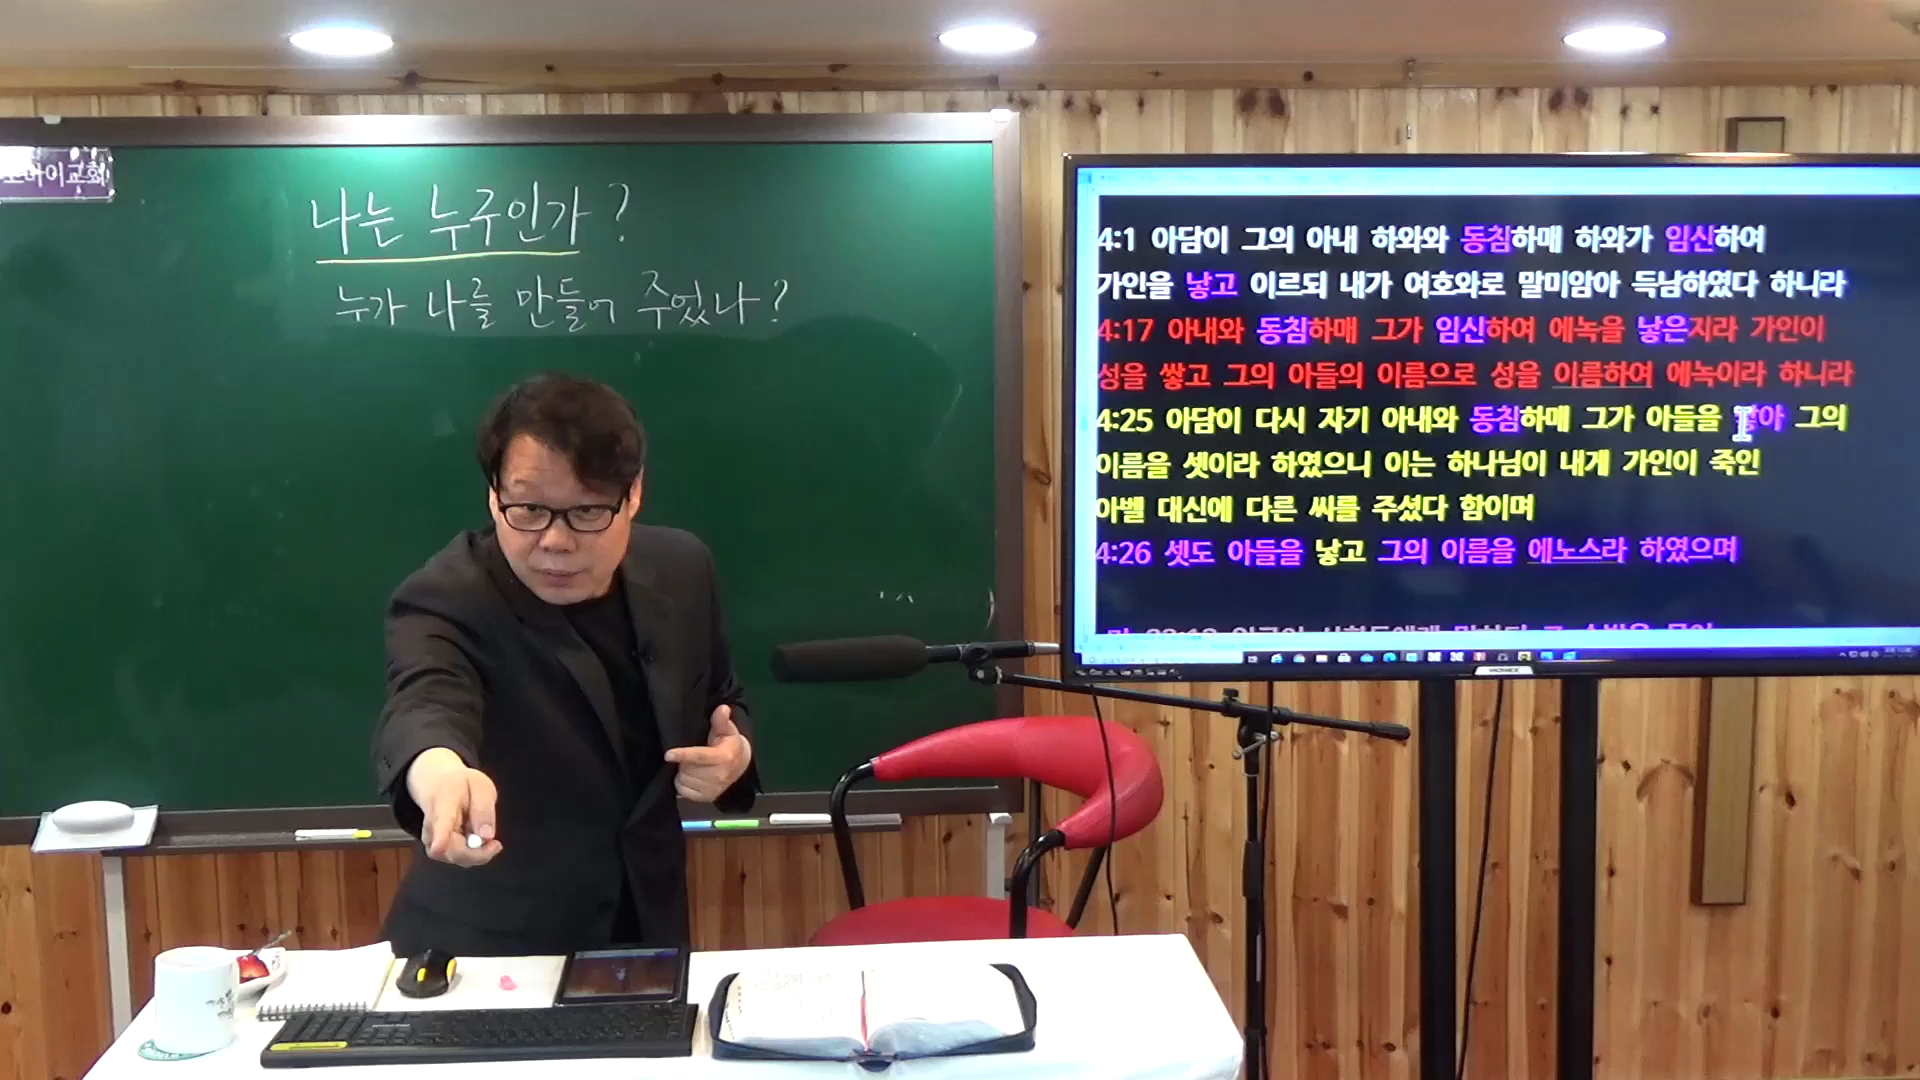 나는 누구인가?
누가 나를 만들어 주었나?
4:1 아담이 그의 아내 하와와 동침하매 하와가 임신하여
가인을 낳고 이르되 내가 여호와로 말미암아 득남하였다 하니라
4:17 아내와 동침하매 그가 임신하여 에녹을 낳은지라 가인이
성을 쌓고 그의 아들의 이름으로 성을 이름하여 에녹이라 하니라
4:25 아담이 다시 자기 아내와 동침하매 그가 아들을 그의
이름을 셋이라 하였으니 이는 하나님이 내게 가인이 죽인
아벨 대신에 다른 씨를 주셨다 함이며
4:26 셋도 아들을 낳고 그의 이름을 에노스라 하였으며